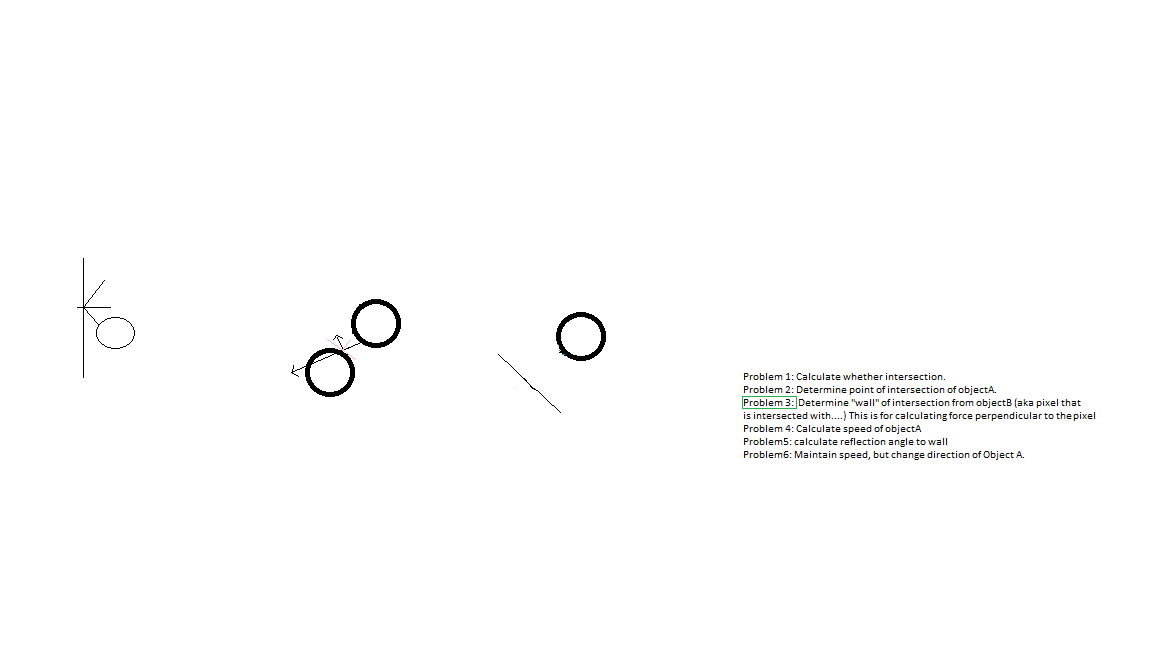 Problem 1: Calculate whether intersection.
Problem 2: Determine point of intersection of objectA.
Problem 3: Determine "wall" of intersection from objectB (aka pixel that
is intersected with....) This is for calculating force perpendicular to the pixel
Problem 4: Calculate speed of objectA
Problem5: calculate reflection angle to wall
Problem6: Maintain speed, but change direction of Object A.